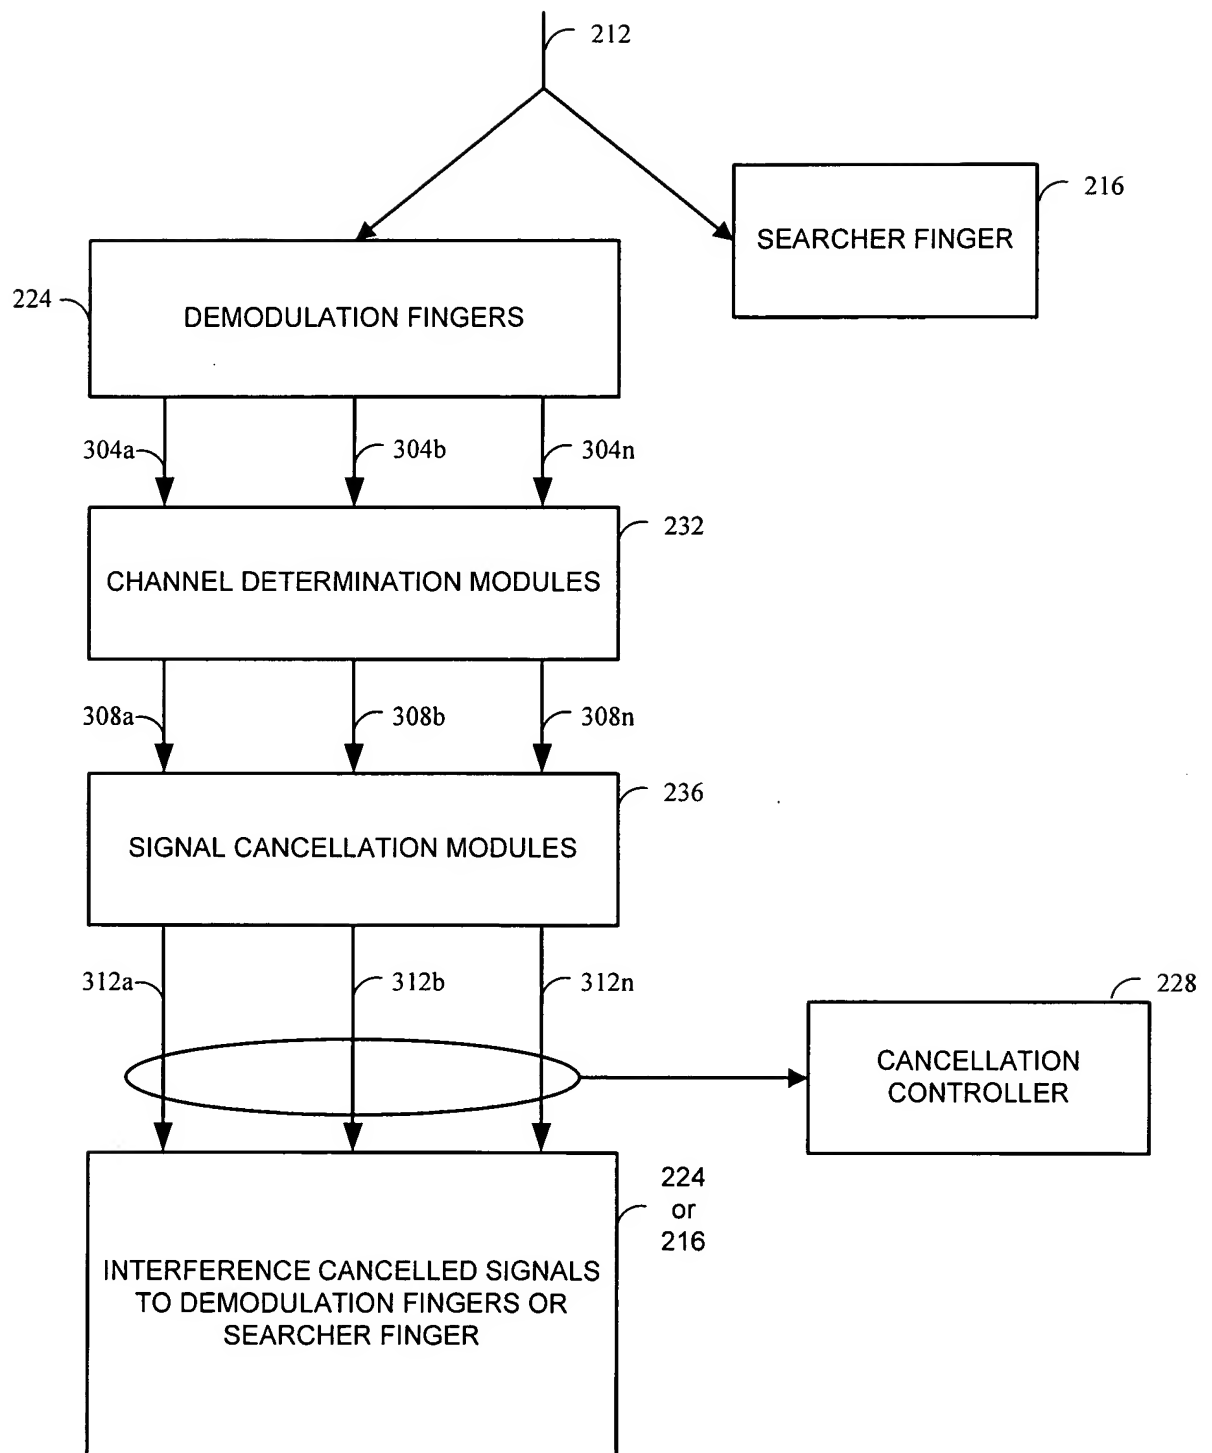 212
216
SEARCHER FINGER
224
DEMODULATION FINGERS
304a
304b
304n
232
CHANNEL DETERMINATION MODULES
308a
308b
308n
236
SIGNAL CANCELLATION MODULES
312a
312b
312n
228
CANCELLATION
CONTROLLER
224
or
216
INTERFERENCE CANCELLED SIGNALS
TO DEMODULATION FINGERS OR
SEARCHER FINGER